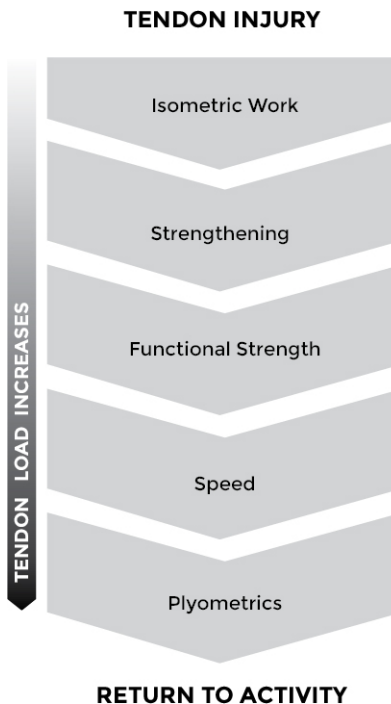 TENDON INJURY
Isometric Work
Strengthening
Functional Strength
Speed
Plyometrics
TENDON LOAD INCREASES
RETURN TO ACTIVITY